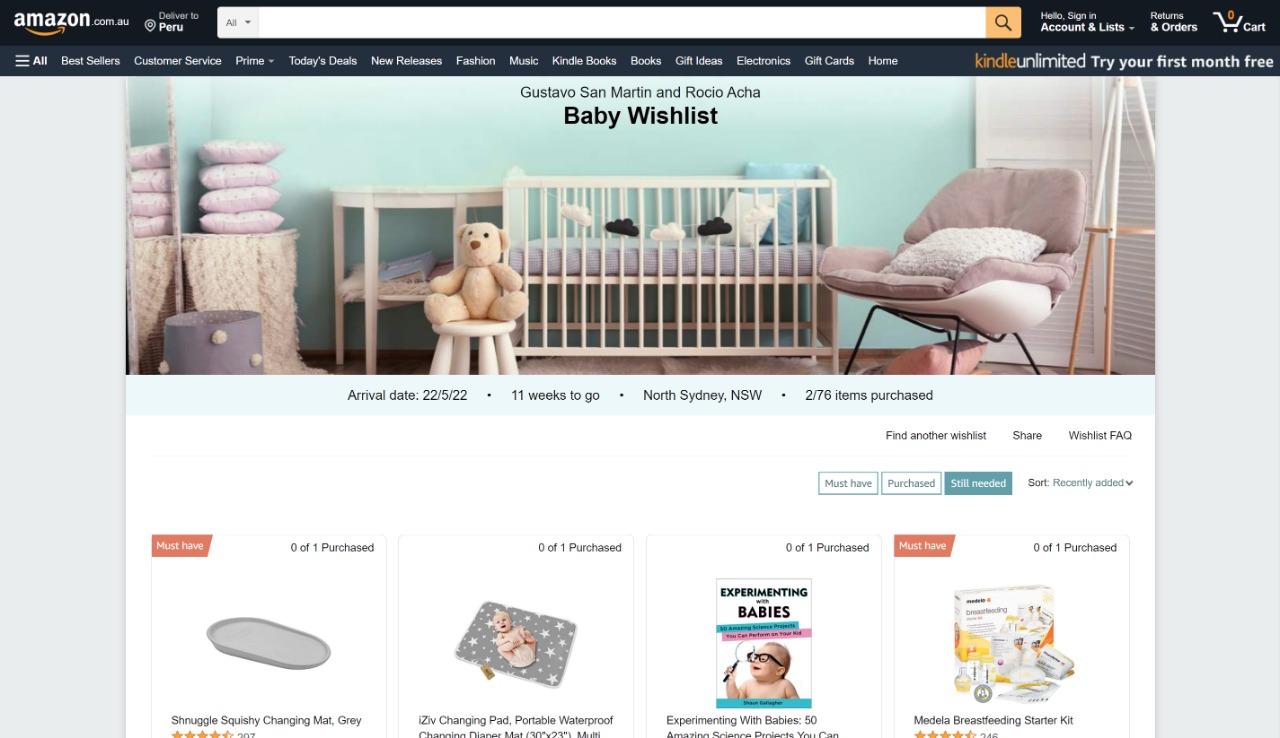 amazon.com.au
Deliver to
Peru
All
Hello, Sign in
Account & Lists
Returns
& Orders
0
Cart
All
Best Sellers
Customer Service
Prime
Today's Deals
New Releases
Fashion
Music
Kindle Books
Books
Gift Ideas
Electronics
Gift Cards
Home
kindleunlimited Try your first month free
Gustavo San Martin and Rocio Acha
Baby Wishlist
Arrival date: 22/5/22 • 11 weeks to go • North Sydney, NSW • 2/76 items purchased
Find another wishlist
Share
Wishlist FAQ
Must have
Purchased
Still needed
Sort: Recently added
Must have
0 of 1 Purchased
Shnuggle Squishy Changing Mat, Grey
297
0 of 1 Purchased
iZiv Changing Pad, Portable Waterproof
Changing Diaper Mat (30"x23"), Multi
0 of 1 Purchased
EXPERIMENTING
with
BABIES
50 Amazing Science Projects
You Can Perform on Your Kid
Shaun Gallagher
Experimenting With Babies: 50
Amazing Science Projects You Can
Must have
0 of 1 Purchased
medela
breastfeeding
starter kit
Medela Breastfeeding Starter Kit
246